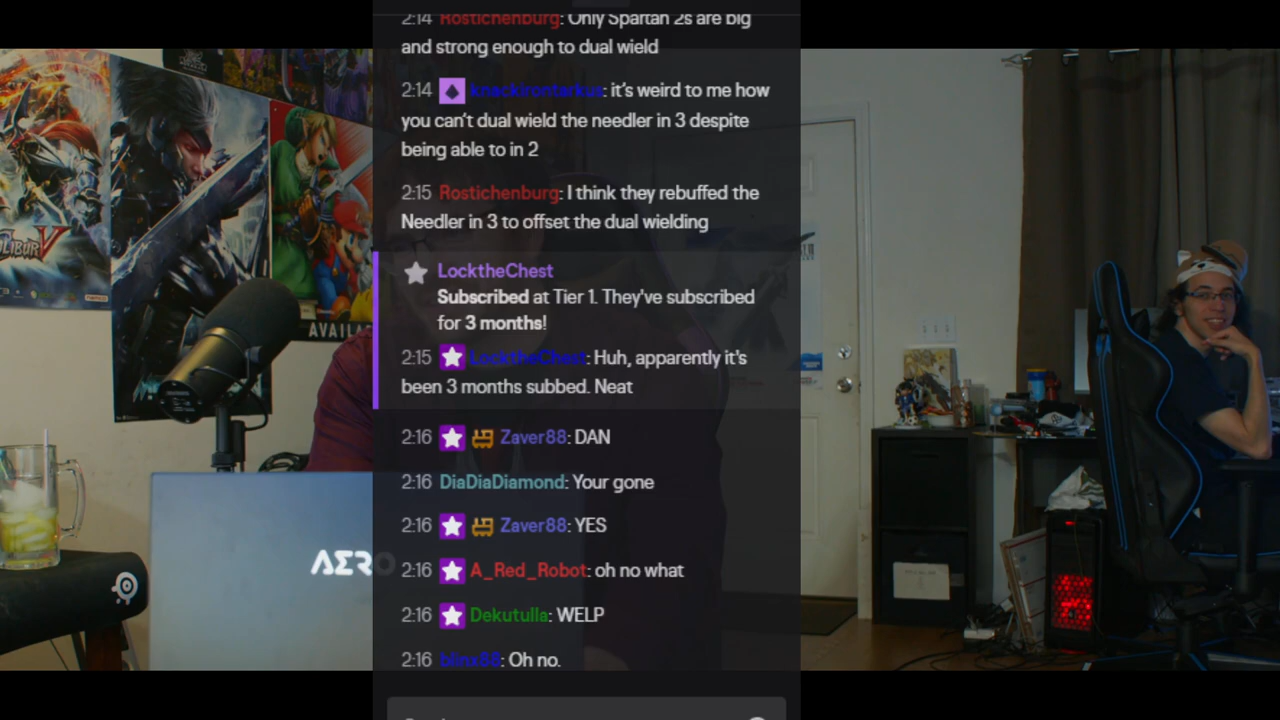 2:14 Rostichenburg: Only Spartan 2s are big
and strong enough to dual wield
2:14 knackirontarkus: it's weird to me how
you can't dual wield the needler in 3 despite
being able to in 2
2:15 Rostichenburg: I think they rebuffed the
Needler in 3 to offset the dual wielding
LocktheChest
Subscribed at Tier 1. They've subscribed
for 3 months!
2:15 LocktheChest: Huh, apparently it's
been 3 months subbed. Neat
2:16 Zaver88: DAN
2:16 DiaDiaDiamond: Your gone
2:16 Zaver88: YES
2:16 A_Red_Robot: oh no what
2:16 Dekutulla: WELP
2:16 blinx88: Oh no.
LIBUR V
AVAILA
AERO